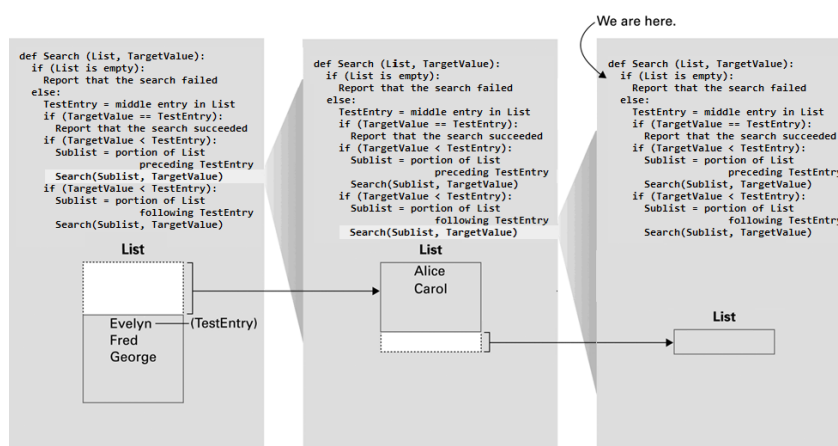 We are here.
def Search (List, TargetValue):
if (List is empty):
Report that the search failed
else:
TestEntry = middle entry in List
if (TargetValue == TestEntry):
Report that the search succeeded
if (TargetValue < TestEntry):
Sublist = portion of List
preceding TestEntry
Search(Sublist, TargetValue)
if (TargetValue < TestEntry):
Sublist = portion of List
following TestEntry
Search(Sublist, TargetValue)
List
Evelyn (TestEntry)
Fred
George
def Search (List, TargetValue):
if (List is empty):
Report that the search failed
else:
TestEntry = middle entry in List
if (TargetValue == TestEntry):
Report that the search succeeded
if (TargetValue < TestEntry):
Sublist = portion of List
preceding TestEntry
Search(Sublist, TargetValue)
if (TargetValue < TestEntry):
Sublist = portion of List
following TestEntry
Search(Sublist, TargetValue)
List
Alice
Carol
def Search (List, TargetValue):
if (List is empty):
Report that the search failed
else:
TestEntry = middle entry in List
if (TargetValue == TestEntry):
Report that the search succeeded
if (TargetValue < TestEntry):
Sublist = portion of List
preceding TestEntry
Search(Sublist, TargetValue)
if (TargetValue < TestEntry):
Sublist = portion of List
following TestEntry
Search(Sublist, TargetValue)
List